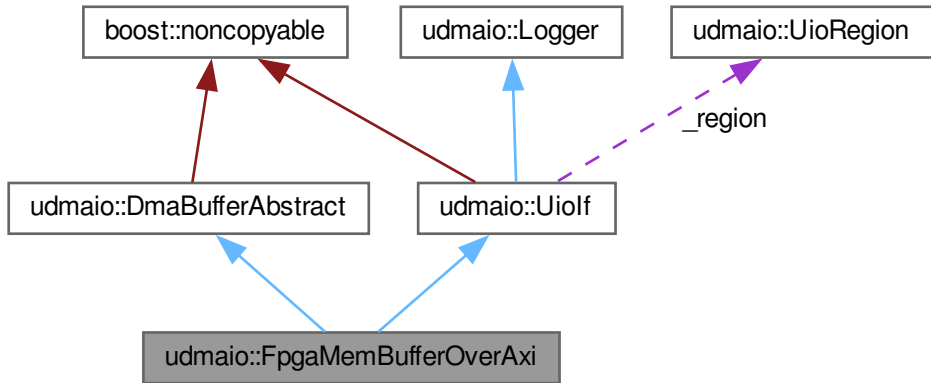 boost::noncopyable
udmaio::Logger
udmaio::UioRegion
_region
udmaio::DmaBufferAbstract
udmaio::UioIf
udmaio::FpgaMemBufferOverAxi